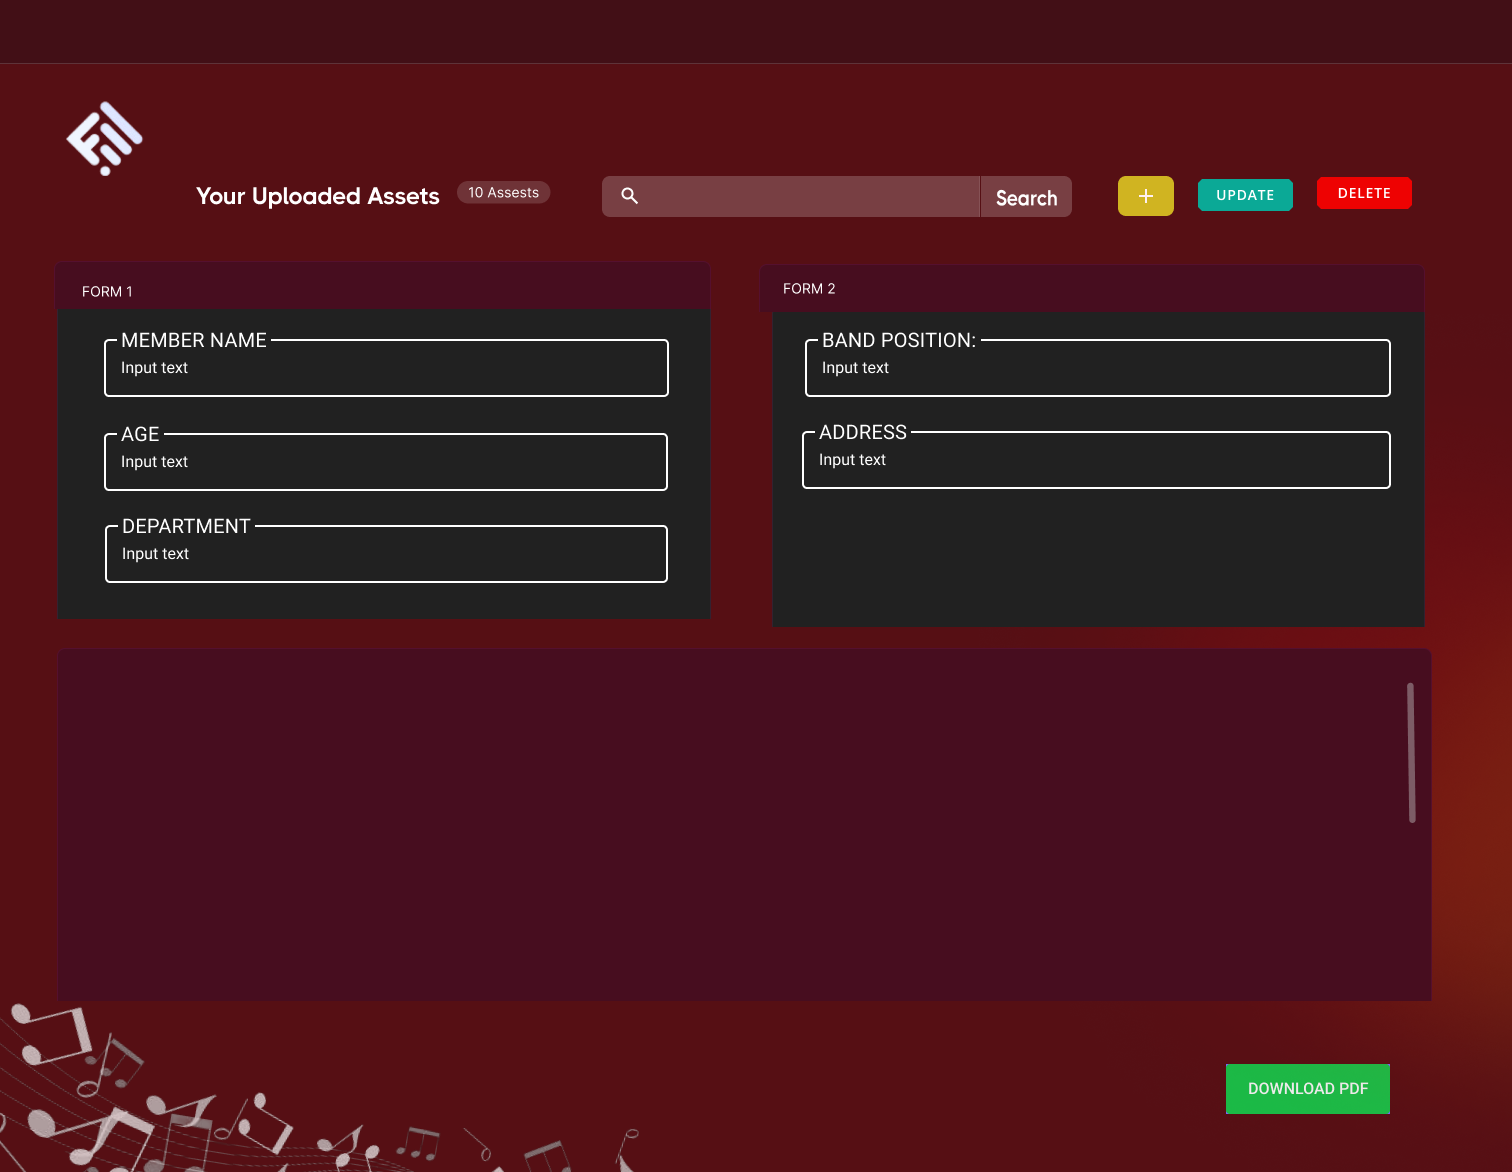 Your Uploaded Assets
10 Assests
Search
+
UPDATE
DELETE
FORM 1
MEMBER NAME
Input text
AGE
Input text
DEPARTMENT
Input text
FORM 2
BAND POSITION:
Input text
ADDRESS
Input text
DOWNLOAD PDF